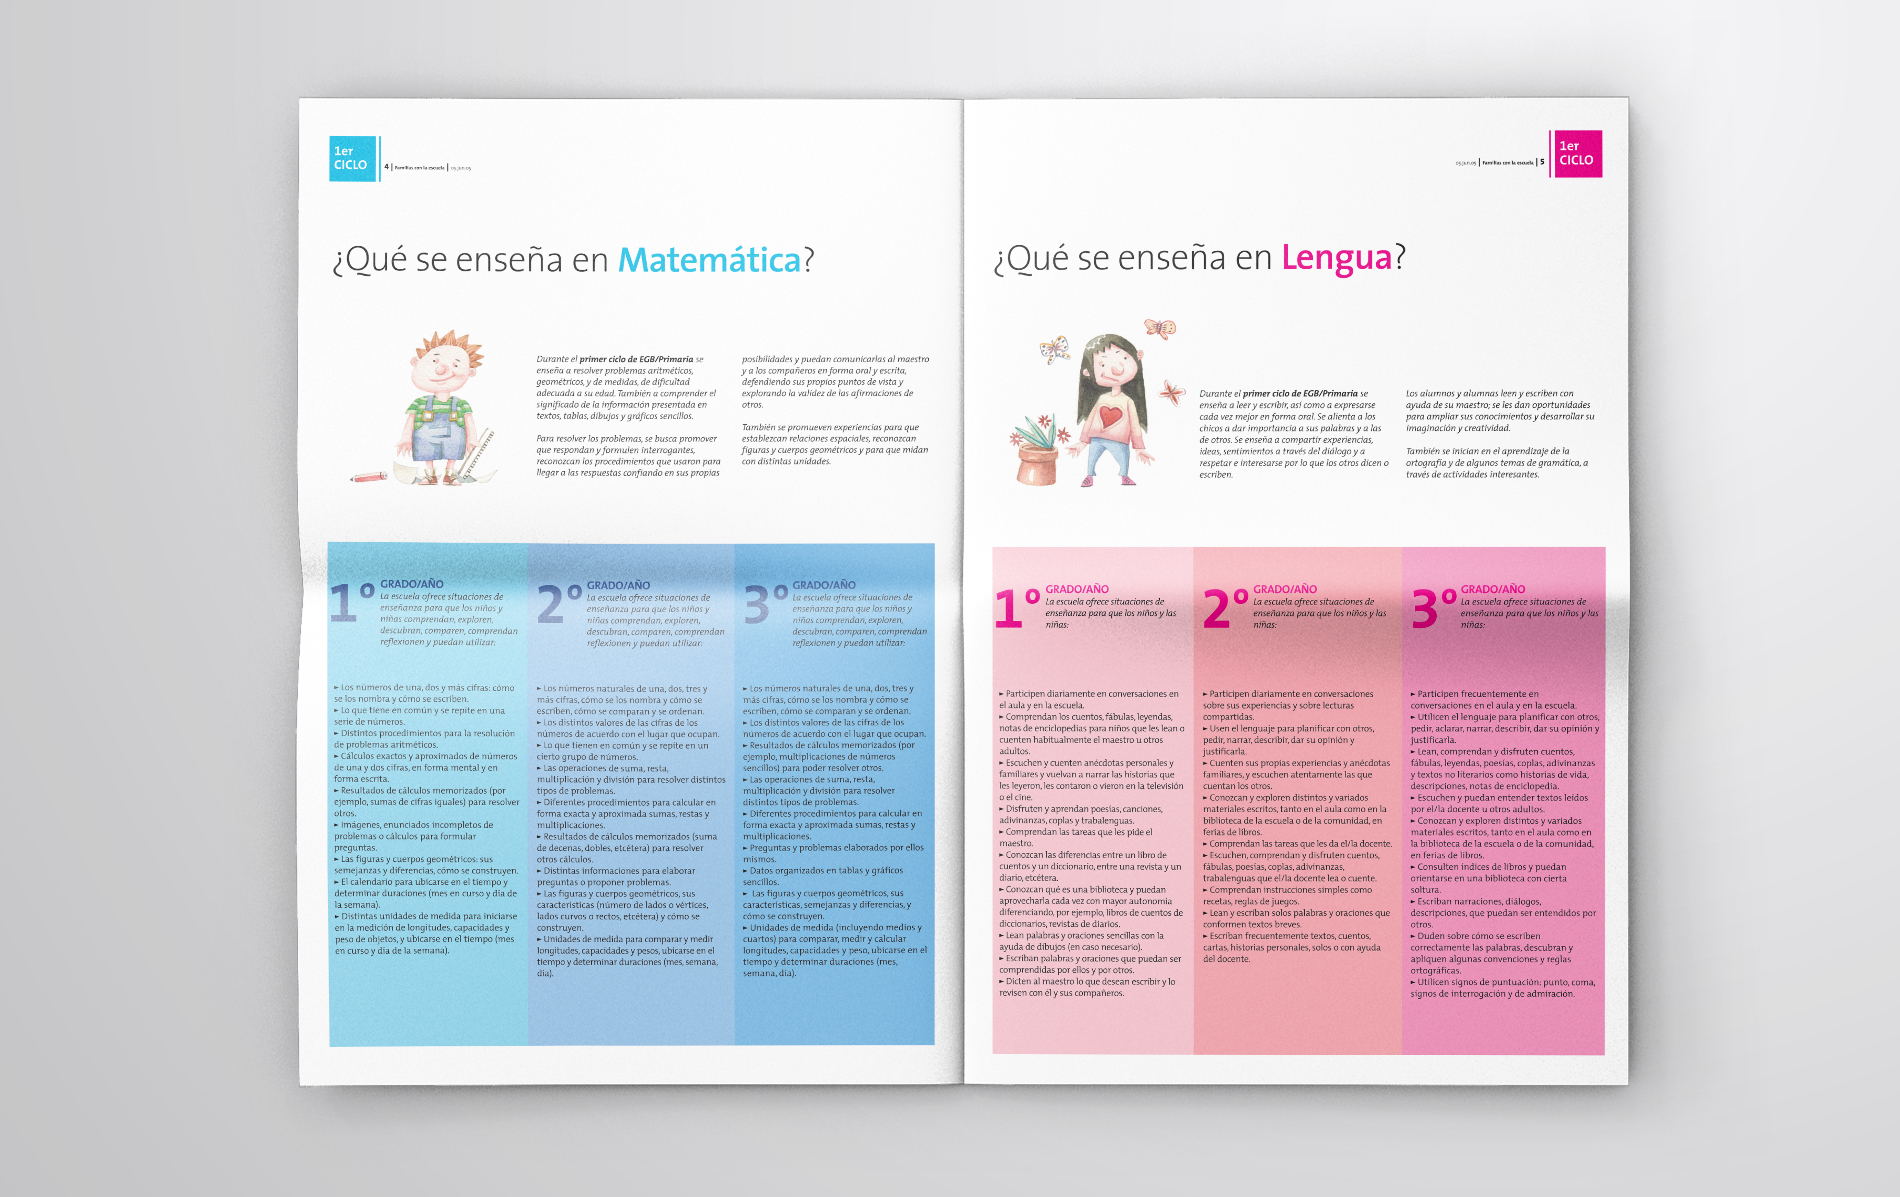 1er
CICLO
4 | Familias con la escuela | 05.jun.05
¿Qué se enseña en Matemática?
Durante el primer ciclo de EGB/Primaria se
enseña a resolver problemas aritméticos,
geométricos, y de medidas, de dificultad
adecuada a su edad. También a comprender el
significado de la información presentada en
textos, tablas, dibujos y gráficos sencillos.
Para resolver los problemas, se busca promover
que respondan y formulen interrogantes,
reconozcan los procedimientos que usaron para
llegar a las respuestas confiando en sus propias
posibilidades y puedan comunicarlas al maestro
y a los compañeros en forma oral y escrita,
defendiendo sus propios puntos de vista y
explorando la validez de las afirmaciones de
otros.
También se promueven experiencias para que
establezcan relaciones espaciales, reconozcan
figuras y cuerpos geométricos y para que midan
con distintas unidades.
1º GRADO/AÑO
La escuela ofrece situaciones de
enseñanza para que los niños y
niñas comprendan, exploren,
descubran, comparen, comprendan
reflexionen y puedan utilizar:
► Los números de una, dos y más cifras: cómo
se los nombra y cómo se escriben.
► Lo que tiene en común y se repite en una
serie de números.
► Distintos procedimientos para la resolución
de problemas aritméticos.
► Cálculos exactos y aproximados de números
de una y dos cifras, en forma mental y en
forma escrita.
► Resultados de cálculos memorizados (por
ejemplo, sumas de cifras iguales) para resolver
otros.
► Imágenes, enunciados incompletos de
problemas o cálculos para formular
preguntas.
► Las figuras y cuerpos geométricos: sus
semejanzas y diferencias, cómo se construyen.
► El calendario para ubicarse en el tiempo y
determinar duraciones (mes en curso y día de
la semana).
► Distintas unidades de medida para iniciarse
en la medición de longitudes, capacidades y
peso de objetos, y ubicarse en el tiempo (mes
en curso y día de la semana).
2º GRADO/AÑO
La escuela ofrece situaciones de
enseñanza para que los niños y
niñas comprendan, exploren,
descubran, comparen, comprendan
reflexionen y puedan utilizar:
► Los números naturales de una, dos, tres y
más cifras, cómo se los nombra y cómo se
escriben, cómo se comparan y se ordenan.
► Los distintos valores de las cifras de los
números de acuerdo con el lugar que ocupan.
► Lo que tienen en común y se repite en un
cierto grupo de números.
► Las operaciones de suma, resta,
multiplicación y división para resolver distintos
tipos de problemas.
► Diferentes procedimientos para calcular en
forma exacta y aproximada sumas, restas y
multiplicaciones.
► Resultados de cálculos memorizados (suma
de decenas, dobles, etcétera) para resolver
otros cálculos.
► Distintas informaciones para elaborar
preguntas o proponer problemas.
► Las figuras y cuerpos geométricos, sus
características (número de lados o vértices,
lados curvos o rectos, etcétera) y cómo se
construyen.
► Unidades de medida para comparar y medir
longitudes, capacidades y pesos, ubicarse en el
tiempo y determinar duraciones (mes, semana,
día).
3º GRADO/AÑO
La escuela ofrece situaciones de
enseñanza para que los niños y
niñas comprendan, exploren,
descubran, comparen, comprendan
reflexionen y puedan utilizar:
► Los números naturales de una, dos, tres y
más cifras, cómo se los nombra y cómo se
escriben, cómo se comparan y se ordenan.
► Los distintos valores de las cifras de los
números de acuerdo con el lugar que ocupan.
► Resultados de cálculos memorizados (por
ejemplo, multiplicaciones de números
sencillos) para poder resolver otros.
► Las operaciones de suma, resta,
multiplicación y división para resolver
distintos tipos de problemas.
► Diferentes procedimientos para calcular en
forma exacta y aproximada sumas, restas y
multiplicaciones.
► Preguntas y problemas elaborados por ellos
mismos.
► Datos organizados en tablas y gráficos
sencillos.
► Las figuras y cuerpos geométricos, sus
características, semejanzas y diferencias, y
cómo se construyen.
► Unidades de medida (incluyendo medios y
cuartos) para comparar, medir y calcular
longitudes, capacidades y peso, ubicarse en el
tiempo y determinar duraciones (mes,
semana, día).
05.jun.05 | Familias con la escuela | 5
1er
CICLO
¿Qué se enseña en Lengua?
Durante el primer ciclo de EGB/Primaria se
enseña a leer y escribir, así como a expresarse
cada vez mejor en forma oral. Se alienta a los
chicos a dar importancia a sus palabras y a las
de otros. Se enseña a compartir experiencias,
ideas, sentimientos a través del diálogo y a
respetar e interesarse por lo que los otros dicen o
escriben.
Los alumnos y alumnas leen y escriben con
ayuda de su maestro; se les dan oportunidades
para ampliar sus conocimientos y desarrollar su
imaginación y creatividad.
También se inician en el aprendizaje de la
ortografía y de algunos temas de gramática, a
través de actividades interesantes.
1º GRADO/AÑO
La escuela ofrece situaciones de
enseñanza para que los niños y las
niñas:
► Participen diariamente en conversaciones en
el aula y en la escuela.
► Comprendan los cuentos, fábulas, leyendas,
notas de enciclopedias para niños que les lean o
cuenten habitualmente el maestro u otros
adultos.
► Escuchen y cuenten anécdotas personales y
familiares y vuelvan a narrar las historias que
les leyeron, les contaron o vieron en la televisión
o el cine.
► Disfruten y aprendan poesías, canciones,
adivinanzas, coplas y trabalenguas.
► Comprendan las tareas que les pide el
maestro.
► Conozcan las diferencias entre un libro de
cuentos y un diccionario, entre una revista y un
diario, etcétera.
► Conozcan qué es una biblioteca y puedan
aprovecharla cada vez con mayor autonomía
diferenciando, por ejemplo, libros de cuentos de
diccionarios, revistas de diarios.
► Lean palabras y oraciones sencillas con la
ayuda de dibujos (en caso necesario).
► Escriban palabras y oraciones que puedan ser
comprendidas por ellos y por otros.
► Dicten al maestro lo que desean escribir y lo
revisen con él y sus compañeros.
2º GRADO/AÑO
La escuela ofrece situaciones de
enseñanza para que los niños y las
niñas:
► Participen diariamente en conversaciones
sobre sus experiencias y sobre lecturas
compartidas.
► Usen el lenguaje para planificar con otros,
pedir, narrar, describir, dar su opinión y
justificarla.
► Cuenten sus propias experiencias y anécdotas
familiares, y escuchen atentamente las que
cuentan los otros.
► Conozcan y exploren distintos y variados
materiales escritos, tanto en el aula como en la
biblioteca de la escuela o de la comunidad, en
ferias de libros.
► Comprendan las tareas que les da el/la docente.
► Escuchen, comprendan y disfruten cuentos,
fábulas, poesías, coplas, adivinanzas,
trabalenguas que el/la docente lea o cuente.
► Comprendan instrucciones simples como
recetas, reglas de juegos.
► Lean y escriban solos palabras y oraciones que
conformen textos breves.
► Escriban frecuentemente textos, cuentos,
cartas, historias personales, solos o con ayuda
del docente.
3º GRADO/AÑO
La escuela ofrece situaciones de
enseñanza para que los niños y las
niñas:
► Participen frecuentemente en
conversaciones en el aula y en la escuela.
► Utilicen el lenguaje para planificar con otros,
pedir, aclarar, narrar, describir, dar su opinión y
justificarla.
► Lean, comprendan y disfruten cuentos,
fábulas, leyendas, poesías, coplas, adivinanzas
y textos no literarios como historias de vida,
descripciones, notas de enciclopedia.
► Escuchen y puedan entender textos leídos
por el/la docente u otros adultos.
► Conozcan y exploren distintos y variados
materiales escritos, tanto en el aula como en
la biblioteca de la escuela o de la comunidad,
en ferias de libros.
► Consulten índices de libros y puedan
orientarse en una biblioteca con cierta
soltura.
► Escriban narraciones, diálogos,
descripciones, que puedan ser entendidos por
otros.
► Duden sobre cómo se escriben
correctamente las palabras, descubran y
apliquen algunas convenciones y reglas
ortográficas.
► Utilicen signos de puntuación: punto, coma,
signos de interrogación y de admiración.